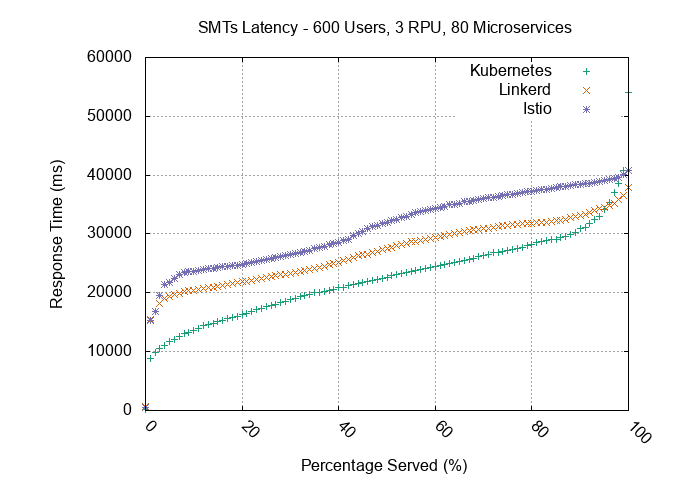 SMTs Latency - 600 Users, 3 RPU, 80 Microservices
60000
50000
40000
30000
20000
10000
0
Response Time (ms)
Kubernetes
Linkerd
Istio
0
20
40
60
80
100
Percentage Served (%)